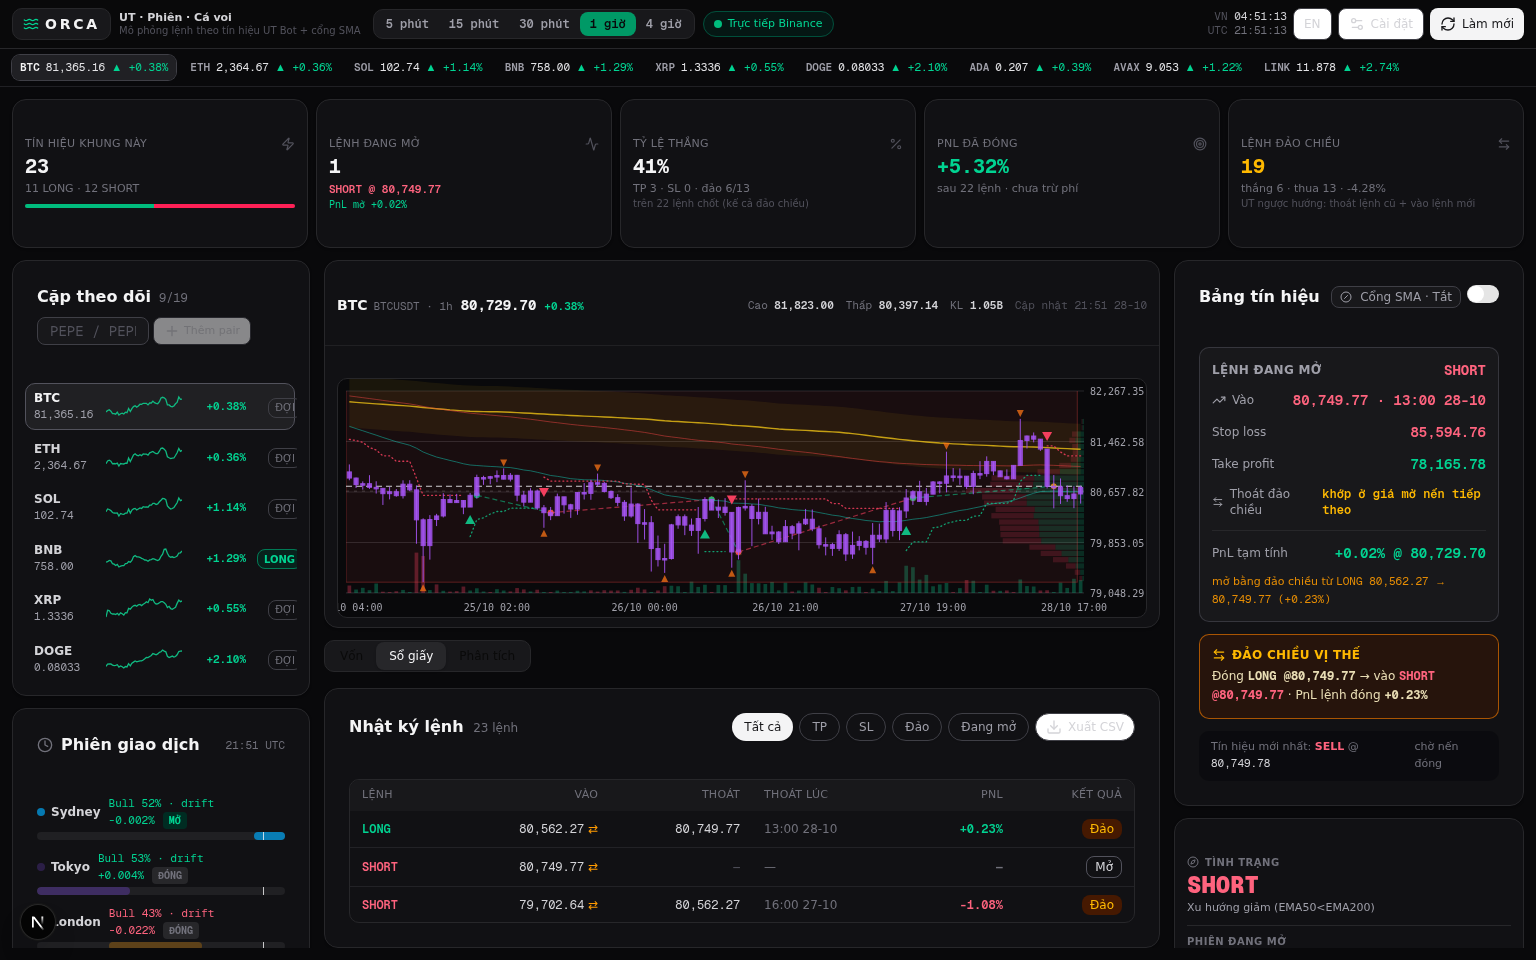 ORCA
UT · Phiên · Cá voi
Mô phỏng lệnh theo tín hiệu UT Bot + cổng SMA
5 phút 15 phút 30 phút 1 giờ 4 giờ
Trực tiếp Binance
VN 04:51:13
UTC 21:51:13
EN
Cài đặt
Làm mới
BTC 81,365.16 ▲ +0.38% ETH 2,364.67 ▲ +0.36% SOL 102.74 ▲ +1.14% BNB 758.00 ▲ +1.29% XRP 1.3336 ▲ +0.55% DOGE 0.08033 ▲ +2.10% ADA 0.207 ▲ +0.39% AVAX 9.053 ▲ +1.22% LINK 11.878 ▲ +2.74%
TÍN HIỆU KHUNG NÀY
23
11 LONG · 12 SHORT
LỆNH ĐANG MỞ
1
SHORT @ 80,749.77
PnL mở +0.02%
TỶ LỆ THẮNG
41%
TP 3 · SL 0 · đảo 6/13
trên 22 lệnh chốt (kể cả đảo chiều)
PNL ĐÃ ĐÓNG
+5.32%
sau 22 lệnh · chưa trừ phí
LỆNH ĐẢO CHIỀU
19
thắng 6 · thua 13 · -4.28%
UT ngược hướng: thoát lệnh cũ + vào lệnh mới
Cặp theo dõi 9/19
PEPE / PEPI
Thêm pair
BTC
81,365.16
+0.38%
ĐỢI
ETH
2,364.67
+0.36%
ĐỢI
SOL
102.74
+1.14%
ĐỢI
BNB
758.00
+1.29%
LONG
XRP
1.3336
+0.55%
ĐỢI
DOGE
0.08033
+2.10%
ĐỢI
Phiên giao dịch 21:51 UTC
Sydney
Bull 52% · drift
-0.002% MỞ
Tokyo
Bull 53% · drift
+0.004% ĐÓNG
London
Bull 43% · drift
-0.022% ĐÓNG
N
BTC BTCUSDT · 1h 80,729.70 +0.38%
Cao 81,823.00 Thấp 80,397.14 KL 1.05B Cập nhật 21:51 28-10
82,267.35
81,462.58
80,657.82
79,853.05
79,048.29
0 04:00 25/10 02:00 26/10 00:00 26/10 21:00 27/10 19:00 28/10 17:00
Vốn
Sổ giấy
Phân tích
Nhật ký lệnh 23 lệnh
Tất cả TP SL Đảo Đang mở Xuất CSV
LỆNH VÀO THOÁT THOÁT LÚC PNL KẾT QUẢ
LONG 80,562.27 ⇄ 80,749.77 13:00 28-10 +0.23% Đảo
SHORT 80,749.77 ⇄ — — — Mở
SHORT 79,702.64 ⇄ 80,562.27 16:00 27-10 -1.08% Đảo
Bảng tín hiệu
Cổng SMA · Tắt
LỆNH ĐANG MỞ SHORT
Vào 80,749.77 · 13:00 28-10
Stop loss 85,594.76
Take profit 78,165.78
Thoát đảo chiều
khớp ở giá mở nến tiếp theo
PnL tạm tính +0.02% @ 80,729.70
mở bằng đảo chiều từ LONG 80,562.27 →
80,749.77 (+0.23%)
ĐẢO CHIỀU VỊ THẾ
Đóng LONG @80,749.77 → vào SHORT
@80,749.77 · PnL lệnh đóng +0.23%
Tín hiệu mới nhất: SELL @
80,749.78
chờ nến
đóng
TÌNH TRẠNG
SHORT
Xu hướng giảm (EMA50<EMA200)
PHIÊN ĐANG MỞ